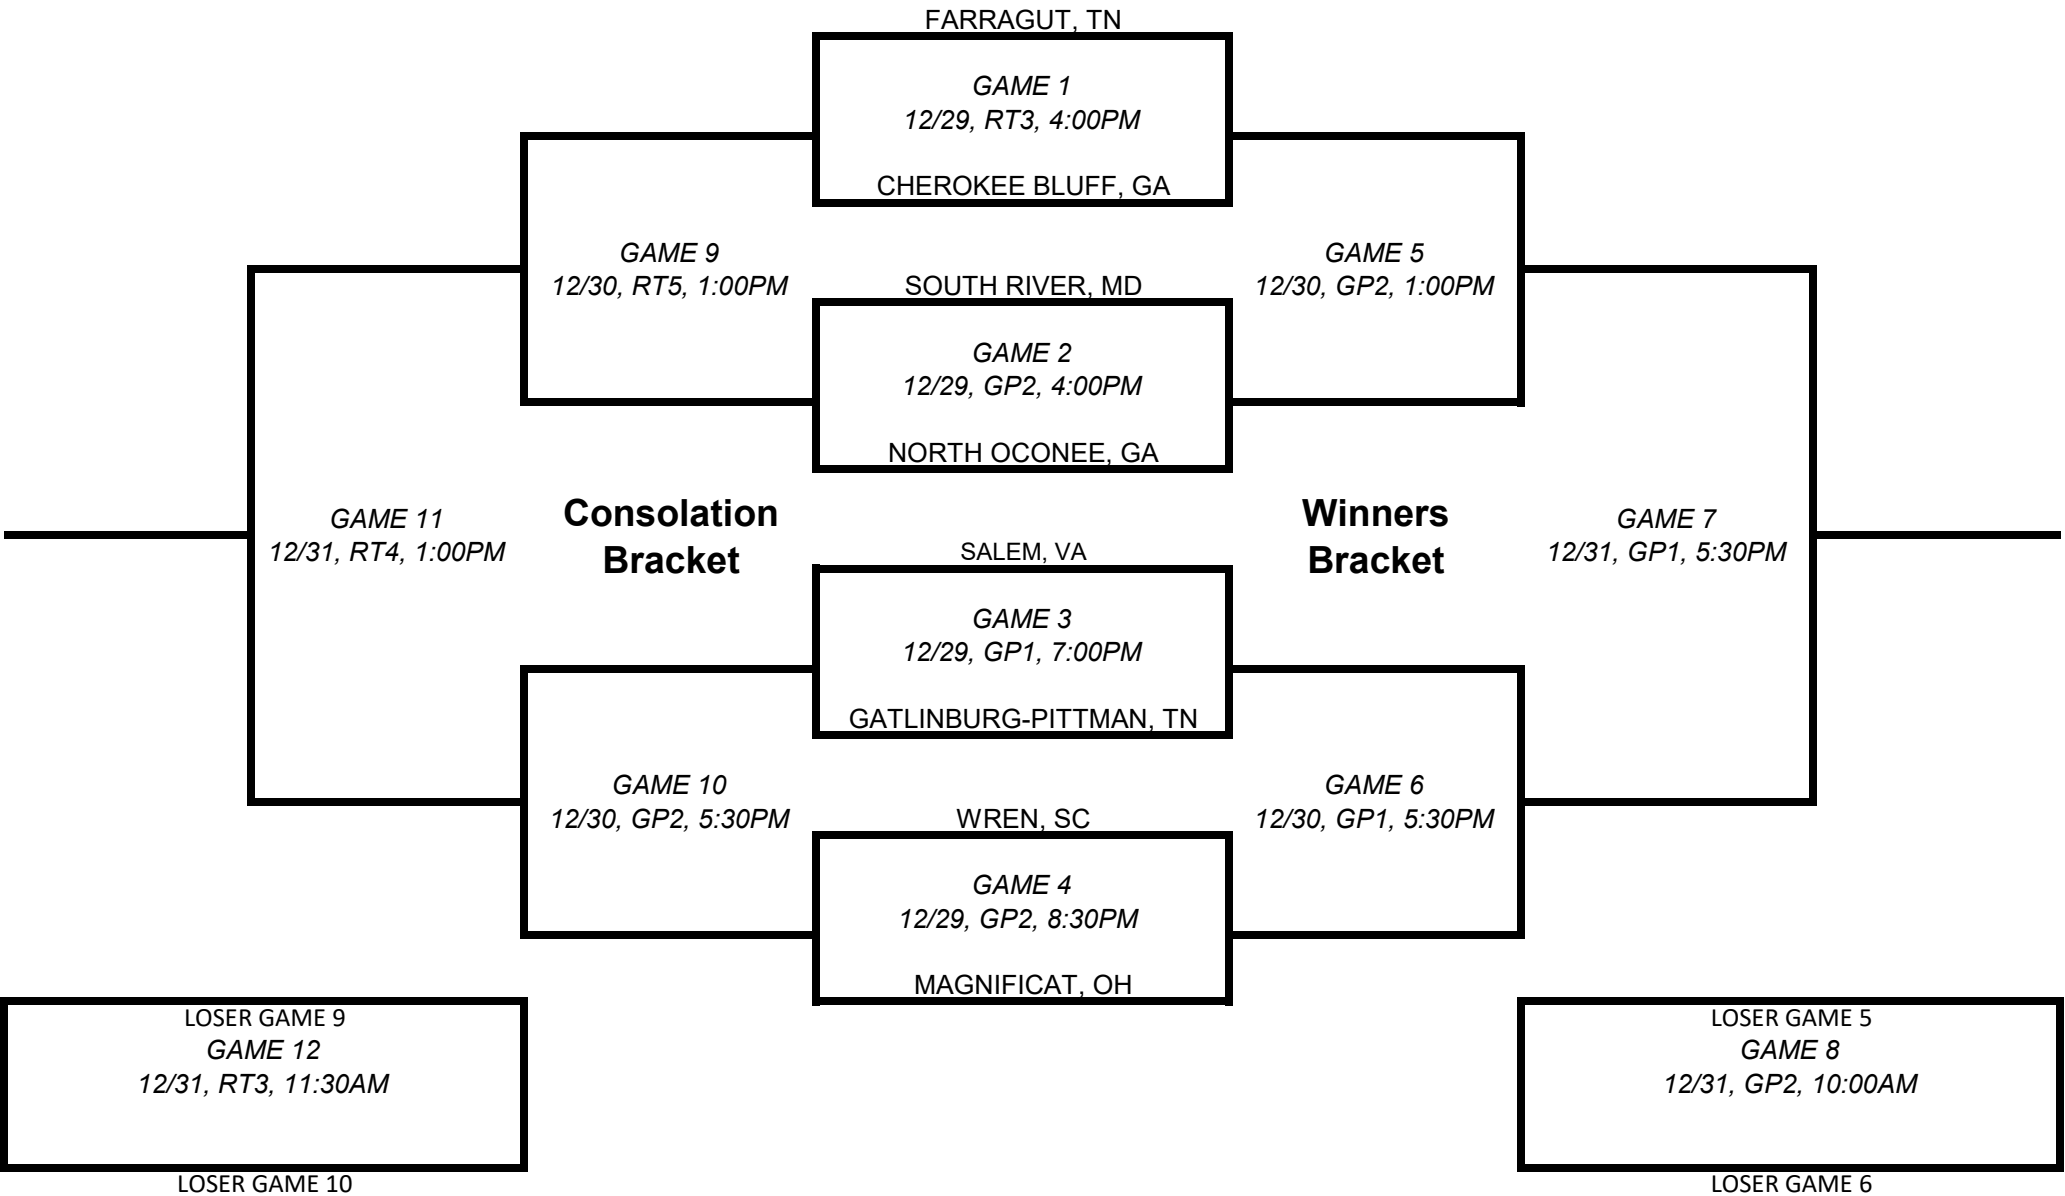 FARRAGUT, TN
GAME 1
12/29, RT3, 4:00PM
CHEROKEE BLUFF, GA
GAME 9
12/30, RT5, 1:00PM
SOUTH RIVER, MD
GAME 5
12/30, GP2, 1:00PM
GAME 2
12/29, GP2, 4:00PM
NORTH OCONEE, GA
GAME 11
12/31, RT4, 1:00PM
Consolation
Bracket
SALEM, VA
Winners
Bracket
GAME 7
12/31, GP1, 5:30PM
GAME 3
12/29, GP1, 7:00PM
GATLINBURG-PITTMAN, TN
GAME 10
12/30, GP2, 5:30PM
WREN, SC
GAME 6
12/30, GP1, 5:30PM
GAME 4
12/29, GP2, 8:30PM
MAGNIFICAT, OH
LOSER GAME 9
GAME 12
12/31, RT3, 11:30AM
LOSER GAME 10
LOSER GAME 5
GAME 8
12/31, GP2, 10:00AM
LOSER GAME 6